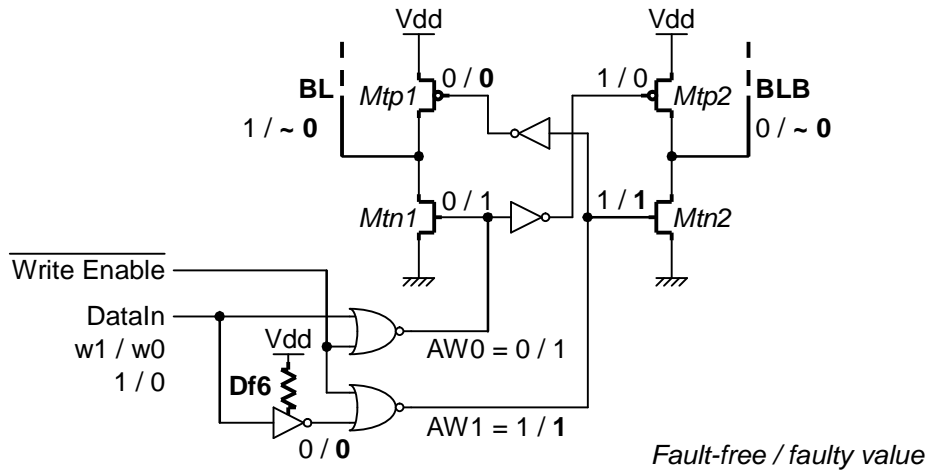 Vdd
Vdd
BL
Mtp1
0 / 0
1 / 0
Mtp2
BLB
1 / ~ 0
0 / ~ 0
Mtn1
0 / 1
1 / 1
Mtn2
Write Enable
DataIn
w1 / w0
1 / 0
Vdd
Df6
AW0 = 0 / 1
AW1 = 1 / 1
0 / 0
Fault-free / faulty value